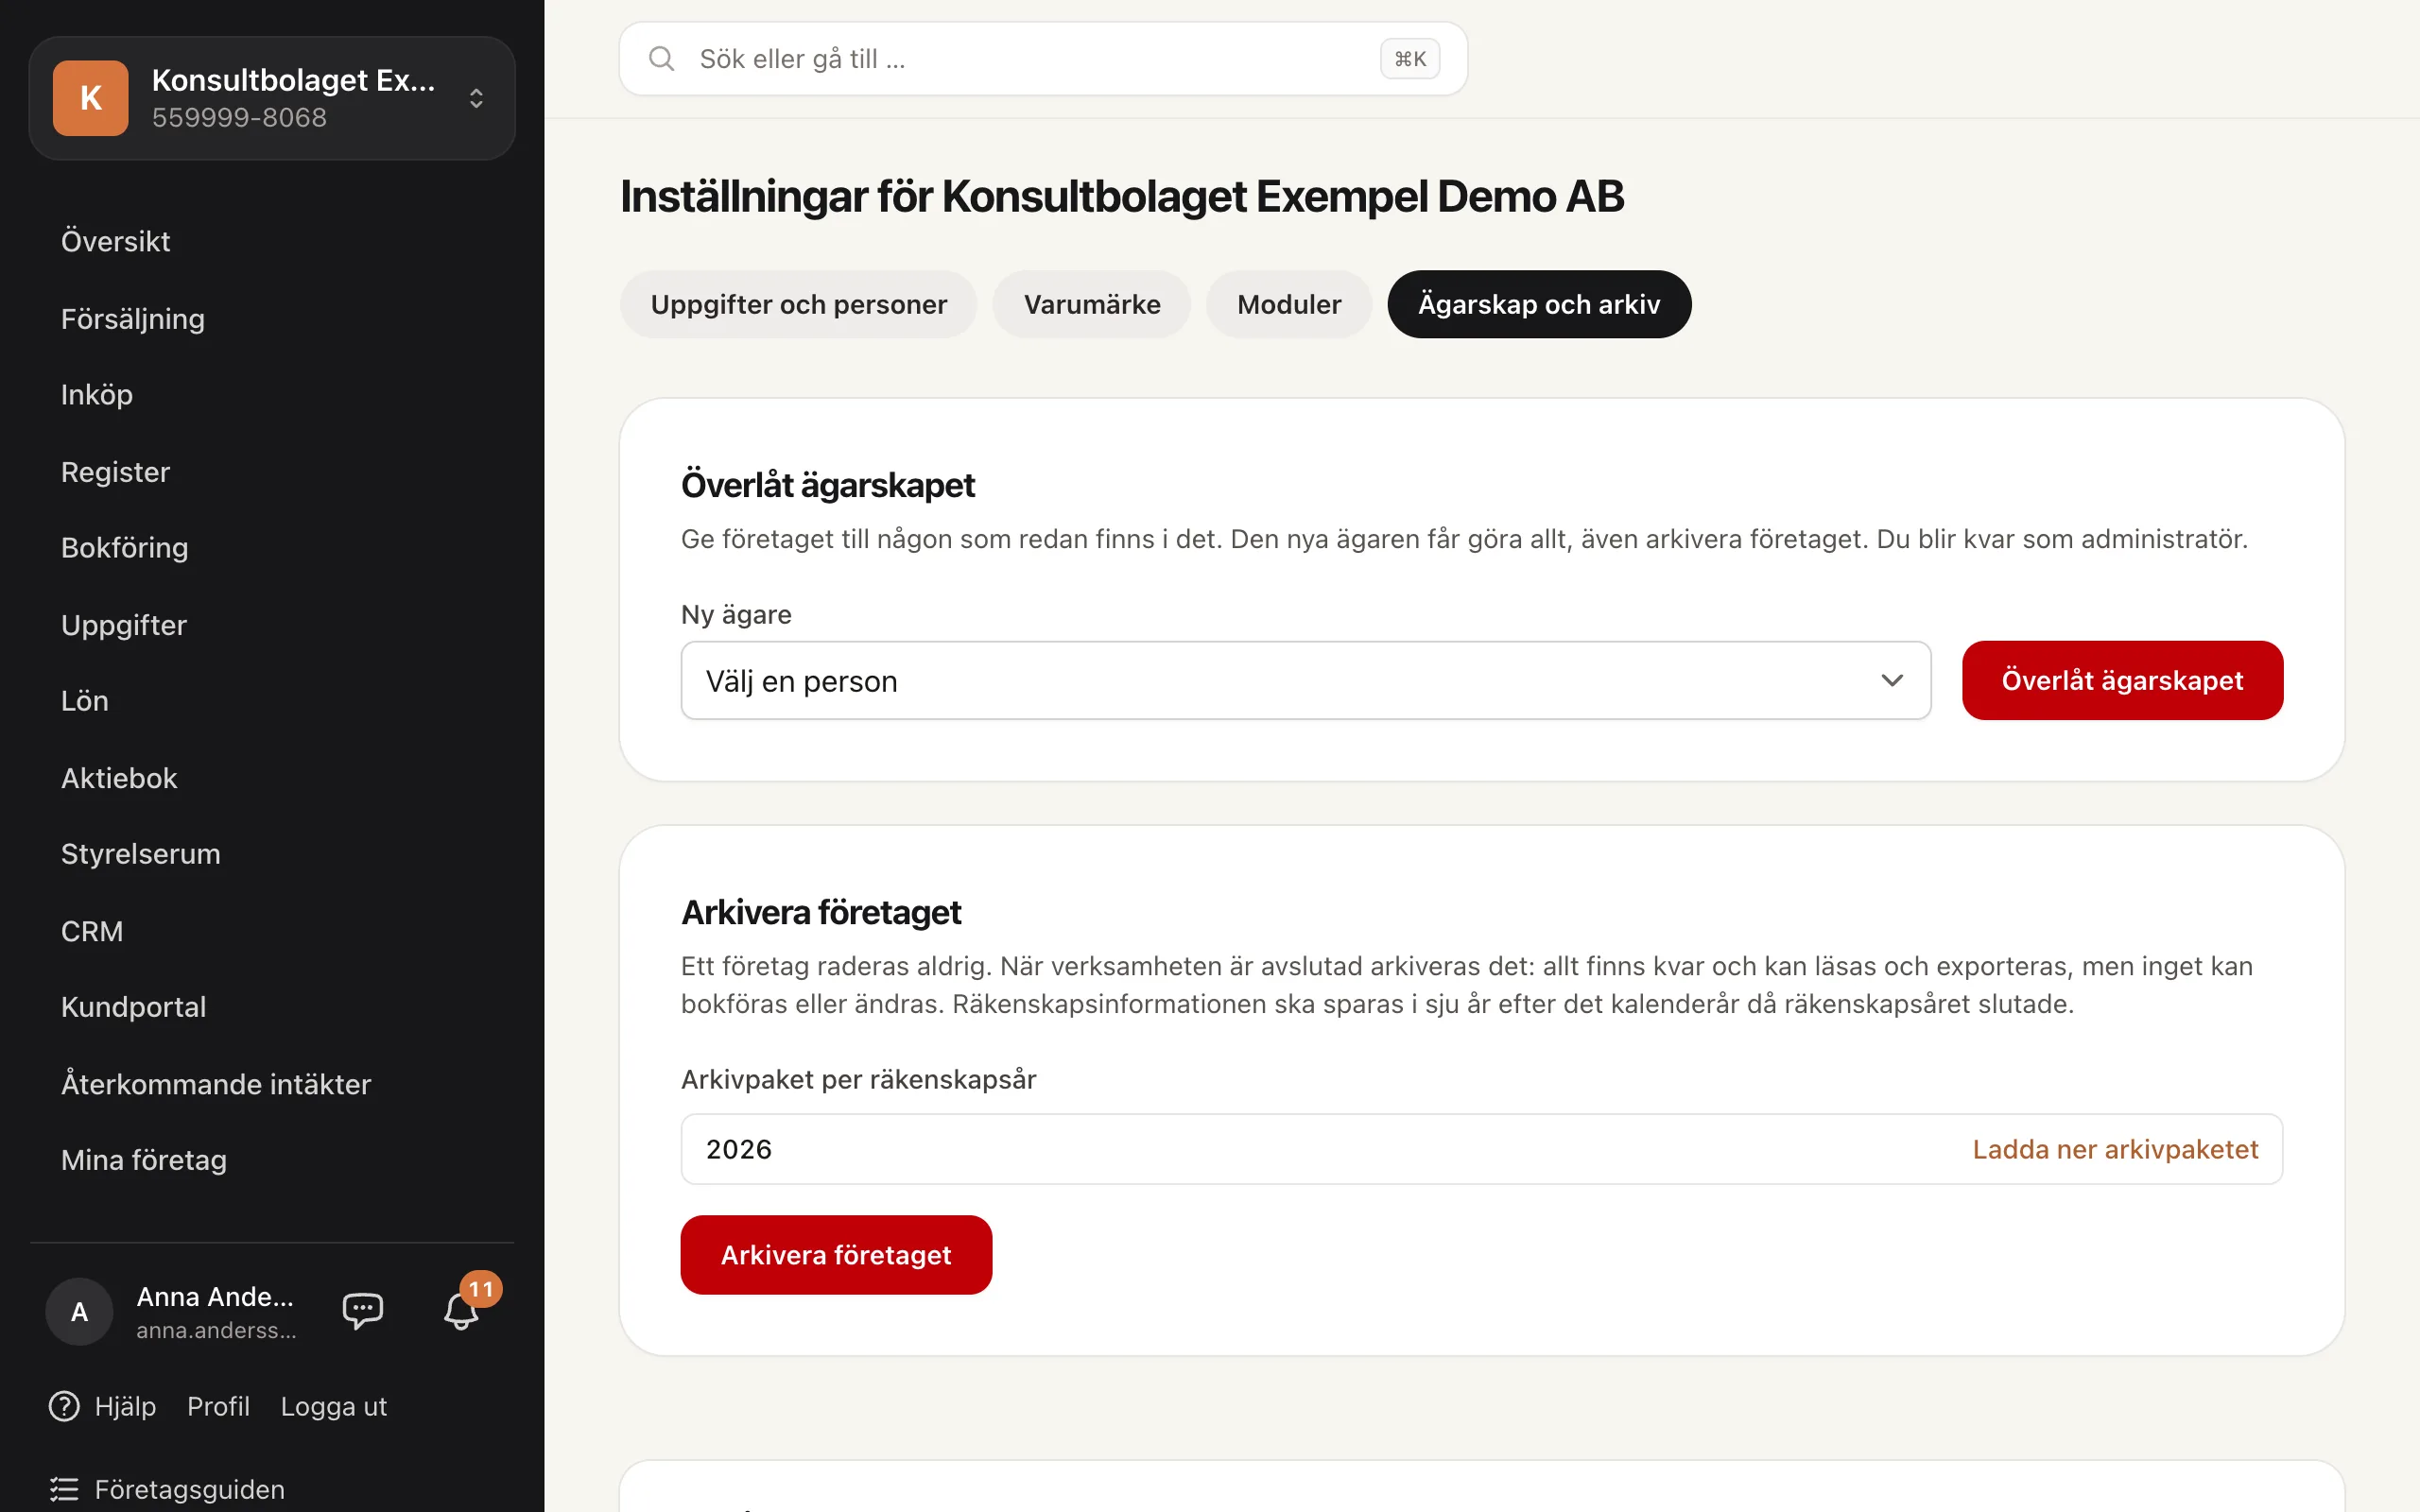 K
Konsultbolaget Ex...
559999-8068
Översikt
Försäljning
Inköp
Register
Bokföring
Uppgifter
Lön
Aktiebok
Styrelserum
CRM
Kundportal
Återkommande intäkter
Mina företag
A
Anna Ande...
anna.anderss...
11
Hjälp
Profil
Logga ut
Företagsguiden
Sök eller gå till ...
⌘K
Inställningar för Konsultbolaget Exempel Demo AB
Uppgifter och personer
Varumärke
Moduler
Ägarskap och arkiv
Överlåt ägarskapet
Ge företaget till någon som redan finns i det. Den nya ägaren får göra allt, även arkivera företaget. Du blir kvar som administratör.
Ny ägare
Välj en person
Överlåt ägarskapet
Arkivera företaget
Ett företag raderas aldrig. När verksamheten är avslutad arkiveras det: allt finns kvar och kan läsas och exporteras, men inget kan
bokföras eller ändras. Räkenskapsinformationen ska sparas i sju år efter det kalenderår då räkenskapsåret slutade.
Arkivpaket per räkenskapsår
2026
Ladda ner arkivpaketet
Arkivera företaget